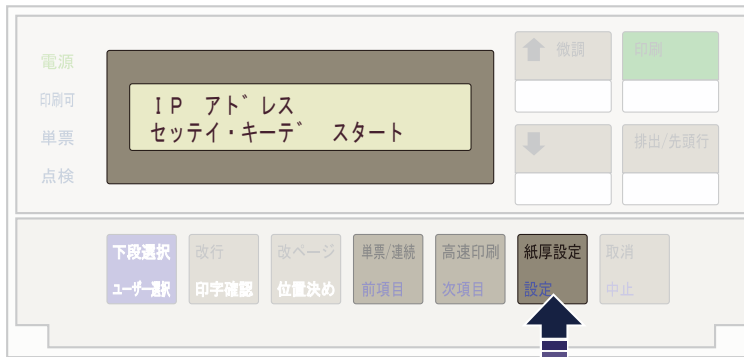 電源
印刷可
単票
点検
ＩＰ　アト゛レス
セッテイ・キーテ゛　スタート
微調
印刷
排出/先頭行
下段選択
改行
改ページ
単票/連続
高速印刷
紙厚設定
取消
ユーザー選択
印字確認
位置決め
前項目
次項目
設定
中止